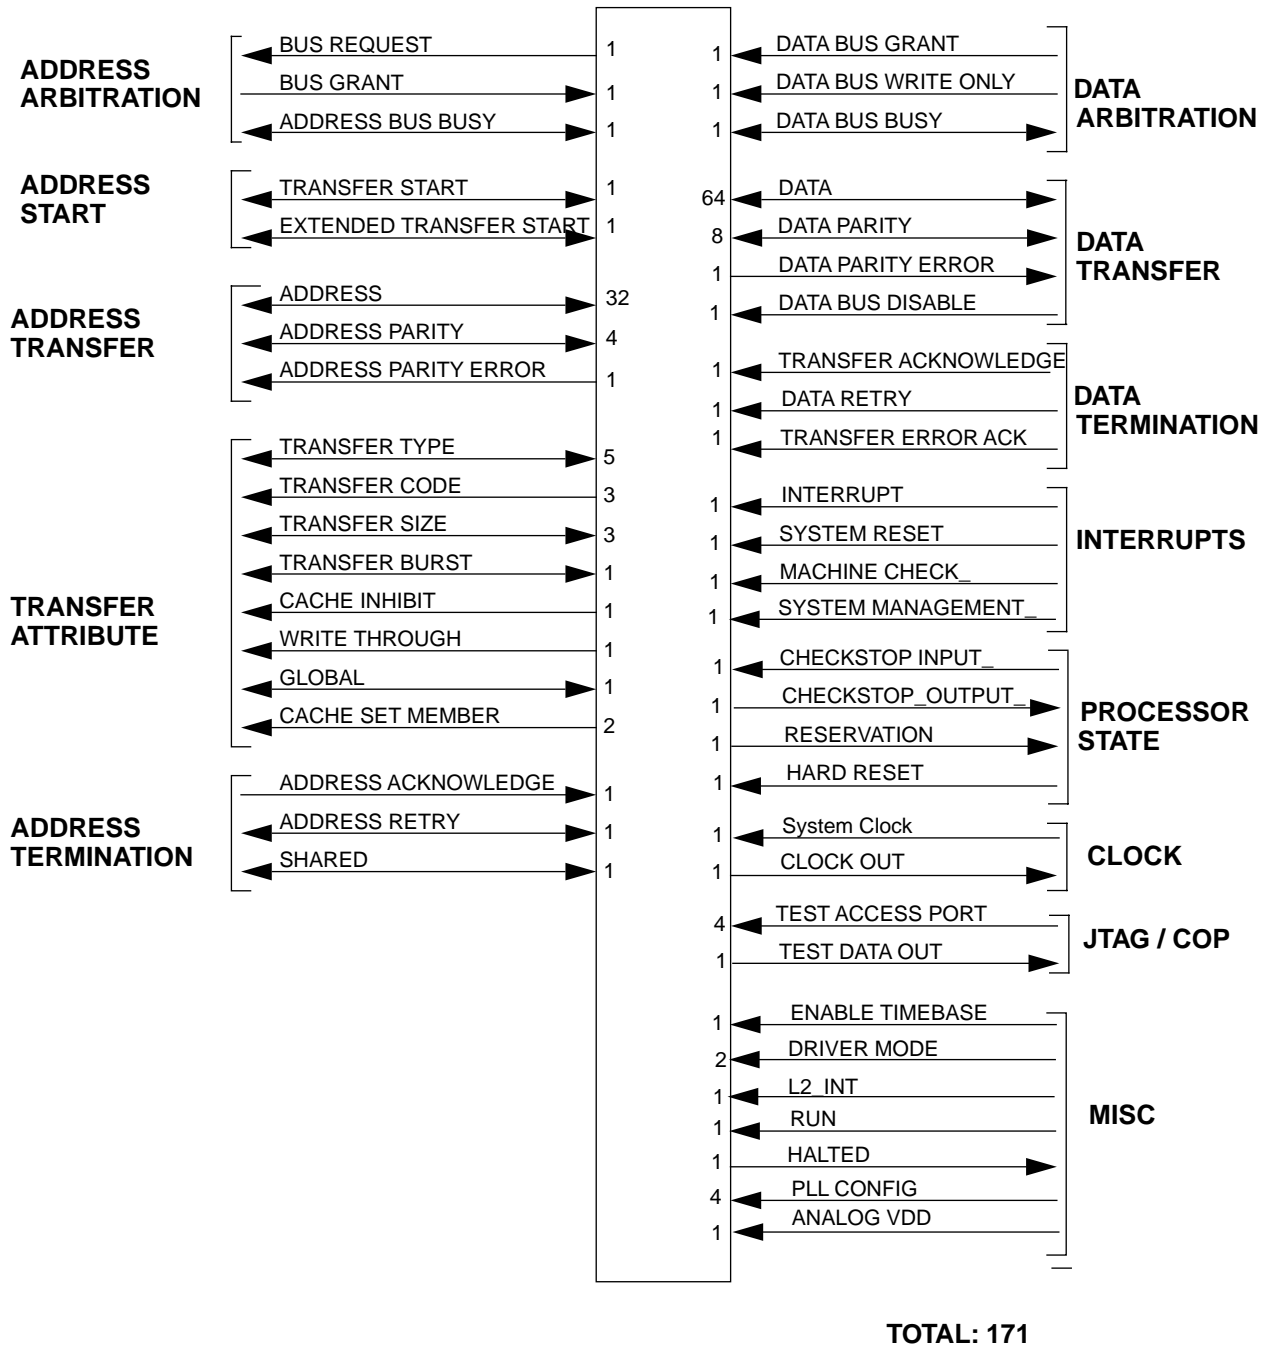 ADDRESS
ARBITRATION
BUS REQUEST 1
BUS GRANT 1
ADDRESS BUS BUSY 1
ADDRESS
START
TRANSFER START 1
EXTENDED TRANSFER START 1
ADDRESS
TRANSFER
ADDRESS 32
ADDRESS PARITY 4
ADDRESS PARITY ERROR 1
TRANSFER
ATTRIBUTE
TRANSFER TYPE 5
TRANSFER CODE 3
TRANSFER SIZE 3
TRANSFER BURST 1
CACHE INHIBIT 1
WRITE THROUGH 1
GLOBAL 1
CACHE SET MEMBER 2
ADDRESS
TERMINATION
ADDRESS ACKNOWLEDGE 1
ADDRESS RETRY 1
SHARED 1
1 DATA BUS GRANT
1 DATA BUS WRITE ONLY
1 DATA BUS BUSY
DATA
ARBITRATION
64 DATA
8 DATA PARITY
1 DATA PARITY ERROR
1 DATA BUS DISABLE
DATA
TRANSFER
1 TRANSFER ACKNOWLEDGE
1 DATA RETRY
1 TRANSFER ERROR ACK
DATA
TERMINATION
1 INTERRUPT
1 SYSTEM RESET
1 MACHINE CHECK_
1 SYSTEM MANAGEMENT_
INTERRUPTS
1 CHECKSTOP INPUT_
1 CHECKSTOP_OUTPUT_
1 RESERVATION
1 HARD RESET
PROCESSOR
STATE
1 System Clock
1 CLOCK OUT
CLOCK
4 TEST ACCESS PORT
1 TEST DATA OUT
JTAG / COP
1 ENABLE TIMEBASE
2 DRIVER MODE
1 L2_INT
1 RUN
1 HALTED
4 PLL CONFIG
1 ANALOG VDD
MISC
TOTAL: 171